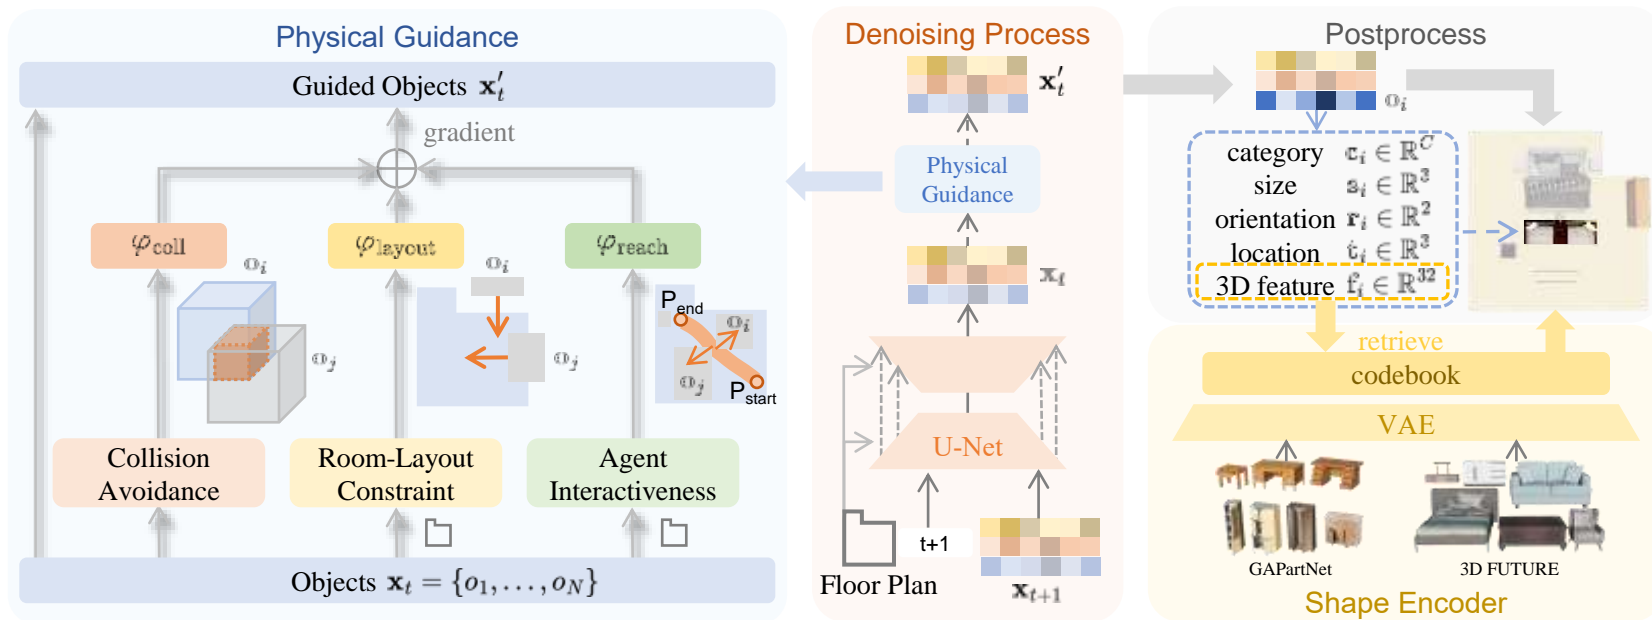 Physical Guidance
Guided Objects 𝐱′ₜ
gradient
φcoll
φlayout
φreach
𝕠ᵢ
𝕠ⱼ
𝕠ᵢ
𝕠ⱼ
Pend
𝕠ᵢ
𝕠ⱼ
Pstart
Collision
Avoidance
Room-Layout
Constraint
Agent
Interactiveness
Objects 𝐱ₜ = {o₁, . . . , o_N}
Denoising Process
𝐱′ₜ
Physical
Guidance
𝕩ₜ
U-Net
t+1
Floor Plan
𝐱ₜ₊₁
Postprocess
𝕠ᵢ
category 𝕔ᵢ ∈ ℝ^C
size 𝕤ᵢ ∈ ℝ³
orientation 𝐫ᵢ ∈ ℝ²
location 𝕥ᵢ ∈ ℝ³
3D feature 𝕗ᵢ ∈ ℝ³²
retrieve
codebook
VAE
GAPartNet
3D FUTURE
Shape Encoder